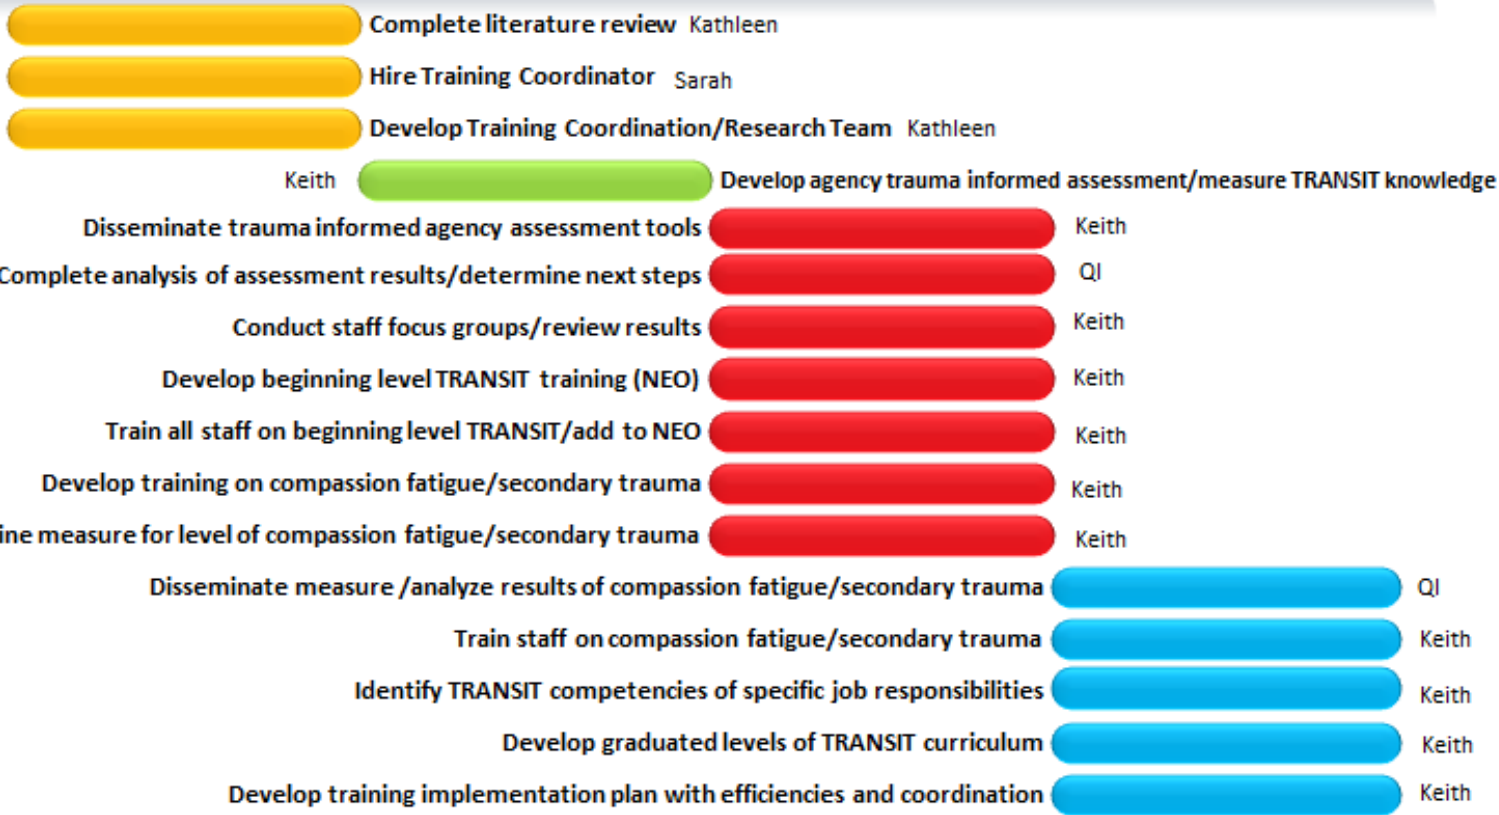 Complete literature review Kathleen
Hire Training Coordinator Sarah
Develop Training Coordination/Research Team Kathleen
Keith Develop agency trauma informed assessment/measure TRANSIT knowledge
Disseminate trauma informed agency assessment tools Keith
Complete analysis of assessment results/determine next steps QI
Conduct staff focus groups/review results Keith
Develop beginning level TRANSIT training (NEO) Keith
Train all staff on beginning level TRANSIT/add to NEO Keith
Develop training on compassion fatigue/secondary trauma Keith
measure for level of compassion fatigue/secondary trauma Keith
Disseminate measure /analyze results of compassion fatigue/secondary trauma QI
Train staff on compassion fatigue/secondary trauma Keith
Identify TRANSIT competencies of specific job responsibilities Keith
Develop graduated levels of TRANSIT curriculum Keith
Develop training implementation plan with efficiencies and coordination Keith